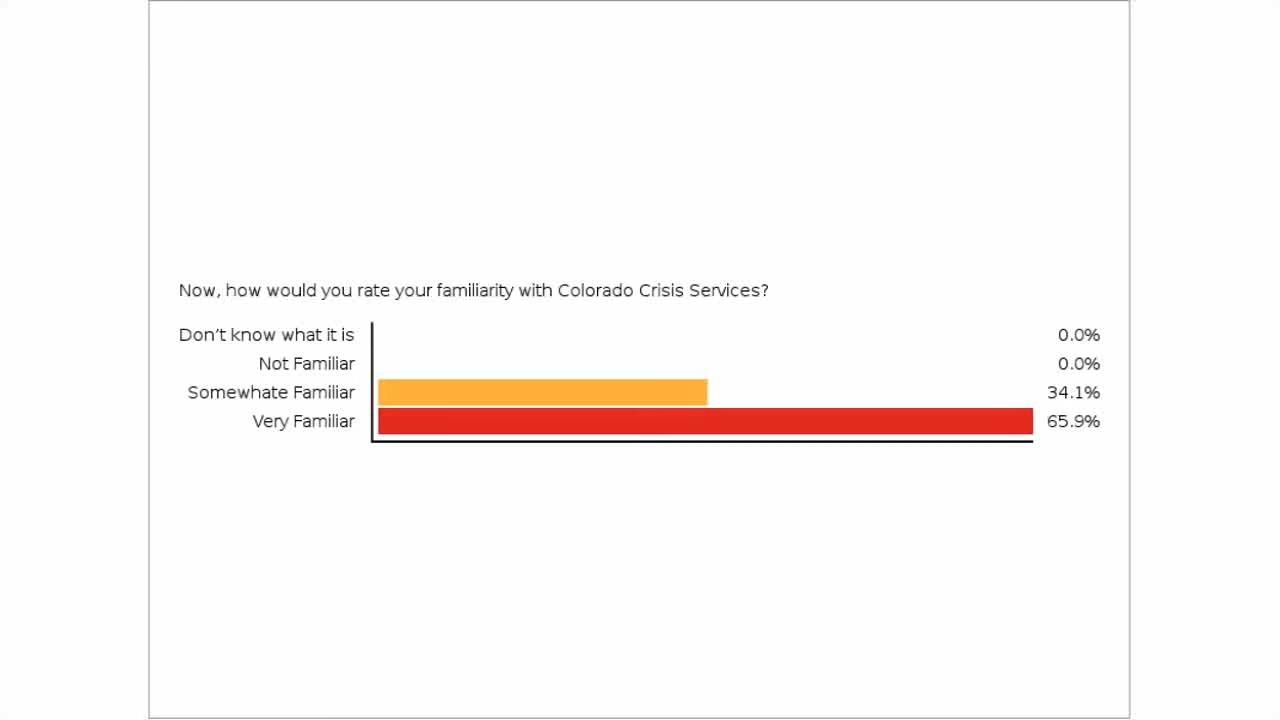 Now, how would you rate your familiarity with Colorado Crisis Services?
Don’t know what it is 0.0%
Not Familiar 0.0%
Somewhate Familiar 34.1%
Very Familiar 65.9%